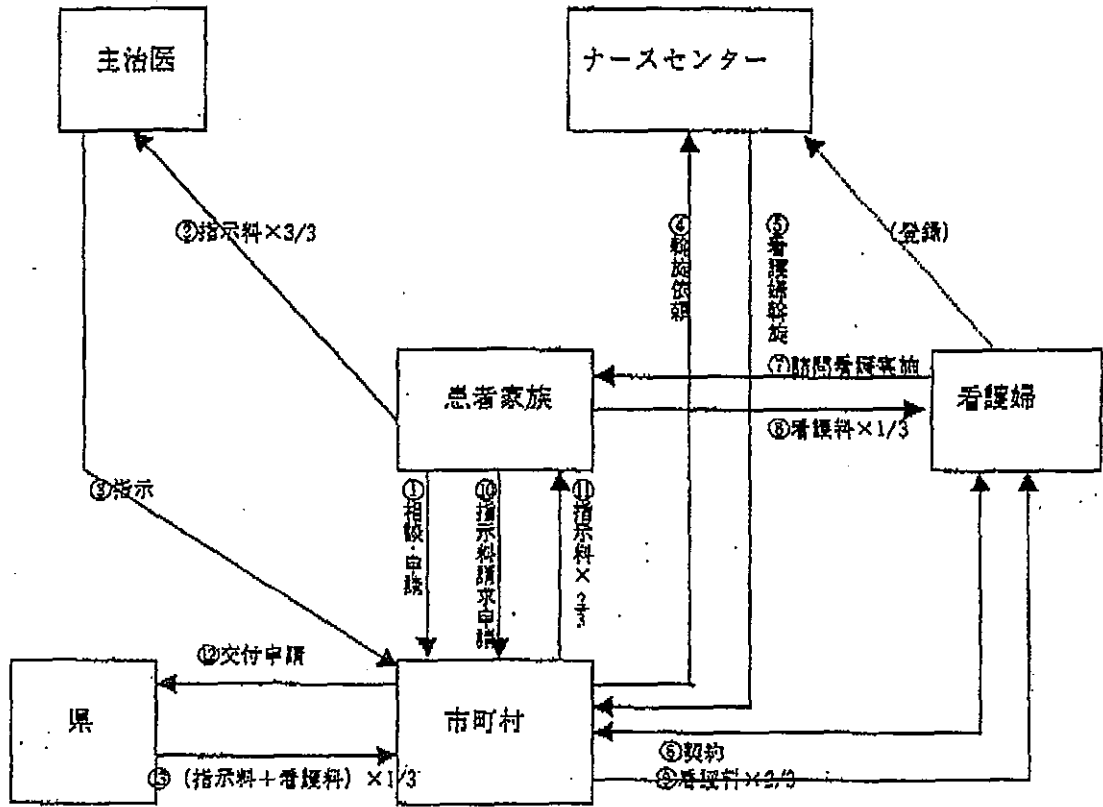 主治医
ナースセンター
②指示料×3/3
④斡旋依頼
⑤看護婦斡旋
(登録)
患者家族
⑦訪問看護実施
看護婦
⑧看護料×1/3
③指示
①相談・申請
⑩指示料請求申請
⑪指示料×2/3
⑫交付申請
県
市町村
⑥契約
⑬(指示料+看護料)×1/3
⑨看護料×2/3